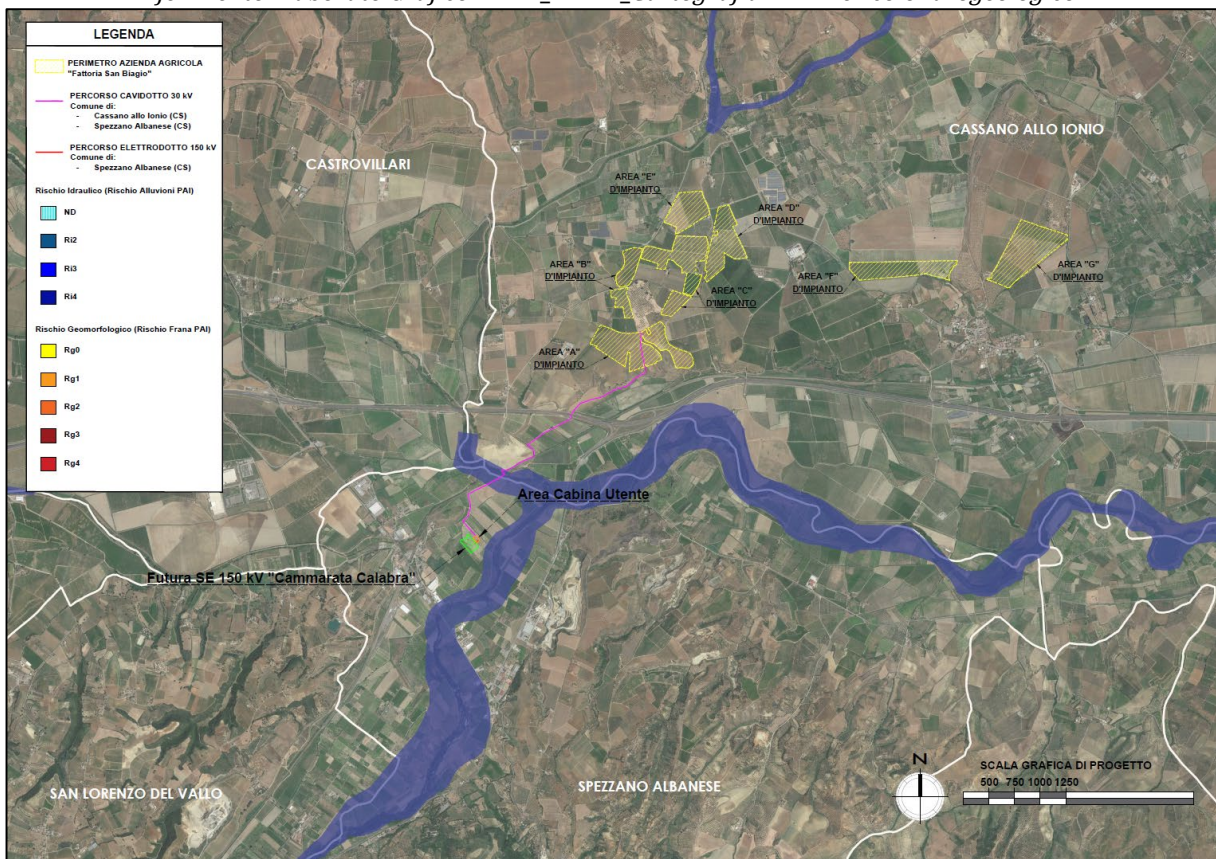 LEGENDA
PERIMETRO AZIENDA AGRICOLA
"Fattoria San Biagio"
PERCORSO CAVIDOTTO 30 kV
Comune di:
- Cassano allo Ionio (CS)
- Spezzano Albanese (CS)
PERCORSO ELETTRODOTTO 150 kV
Comune di:
- Spezzano Albanese (CS)
Rischio Idraulico (Rischio Alluvioni PAI)
ND
Ri2
Ri3
Ri4
Rischio Geomorfologico (Rischio Frana PAI)
Rg0
Rg1
Rg2
Rg3
Rg4
CASTROVILLARI
CASSANO ALLO IONIO
AREA "E"
D'IMPIANTO
AREA "D"
D'IMPIANTO
AREA "B"
D'IMPIANTO
AREA "C"
D'IMPIANTO
AREA "F"
D'IMPIANTO
AREA "G"
D'IMPIANTO
AREA "A"
D'IMPIANTO
Area Cabina Utente
Futura SE 150 kV "Cammarata Calabra"
SAN LORENZO DEL VALLO
SPEZZANO ALBANESE
N
SCALA GRAFICA DI PROGETTO
500 750 1000 1250